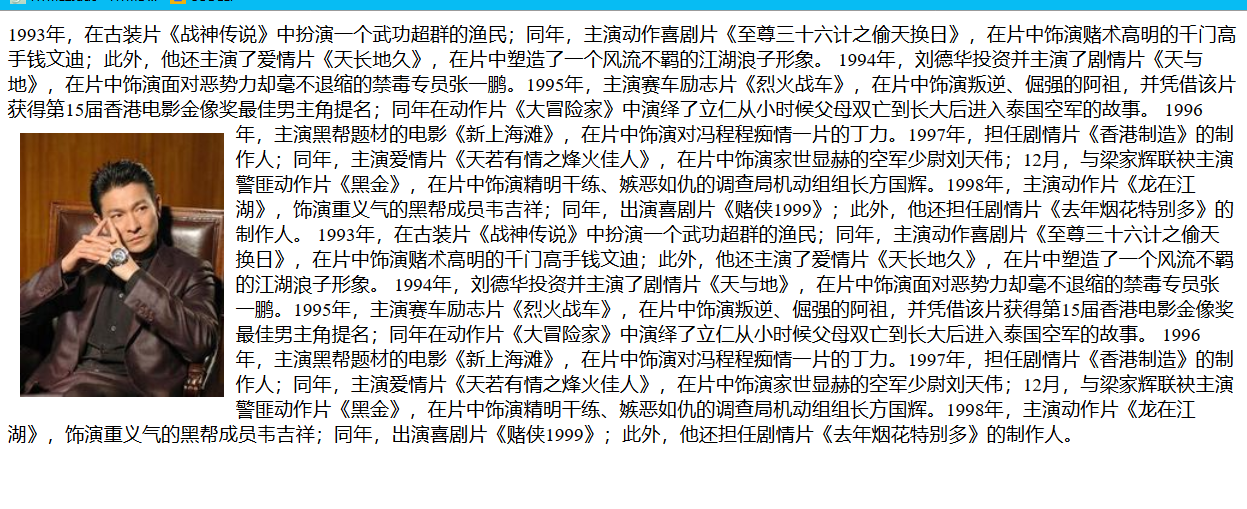 1993年，在古装片《战神传说》中扮演一个武功超群的渔民；同年，主演动作喜剧片《至尊三十六计之偷天换日》，在片中饰演赌术高明的千门高
手钱文迪；此外，他还主演了爱情片《天长地久》，在片中塑造了一个风流不羁的江湖浪子形象。 1994年，刘德华投资并主演了剧情片《天与
地》，在片中饰演面对恶势力却毫不退缩的禁毒专员张一鹏。1995年，主演赛车励志片《烈火战车》，在片中饰演叛逆、倔强的阿祖，并凭借该片
获得第15届香港电影金像奖最佳男主角提名；同年在动作片《大冒险家》中演绎了立仁从小时候父母双亡到长大后进入泰国空军的故事。 1996
年，主演黑帮题材的电影《新上海滩》，在片中饰演对冯程程痴情一片的丁力。1997年，担任剧情片《香港制造》的制
作人；同年，主演爱情片《天若有情之烽火佳人》，在片中饰演家世显赫的空军少尉刘天伟；12月，与梁家辉联袂主演
警匪动作片《黑金》，在片中饰演精明干练、嫉恶如仇的调查局机动组组长方国辉。1998年，主演动作片《龙在江
湖》，饰演重义气的黑帮成员韦吉祥；同年，出演喜剧片《赌侠1999》；此外，他还担任剧情片《去年烟花特别多》的
制作人。 1993年，在古装片《战神传说》中扮演一个武功超群的渔民；同年，主演动作喜剧片《至尊三十六计之偷天
换日》，在片中饰演赌术高明的千门高手钱文迪；此外，他还主演了爱情片《天长地久》，在片中塑造了一个风流不羁
的江湖浪子形象。 1994年，刘德华投资并主演了剧情片《天与地》，在片中饰演面对恶势力却毫不退缩的禁毒专员张
一鹏。1995年，主演赛车励志片《烈火战车》，在片中饰演叛逆、倔强的阿祖，并凭借该片获得第15届香港电影金像奖
最佳男主角提名；同年在动作片《大冒险家》中演绎了立仁从小时候父母双亡到长大后进入泰国空军的故事。 1996
年，主演黑帮题材的电影《新上海滩》，在片中饰演对冯程程痴情一片的丁力。1997年，担任剧情片《香港制造》的制
作人；同年，主演爱情片《天若有情之烽火佳人》，在片中饰演家世显赫的空军少尉刘天伟；12月，与梁家辉联袂主演
警匪动作片《黑金》，在片中饰演精明干练、嫉恶如仇的调查局机动组组长方国辉。1998年，主演动作片《龙在江
湖》，饰演重义气的黑帮成员韦吉祥；同年，出演喜剧片《赌侠1999》；此外，他还担任剧情片《去年烟花特别多》的制作人。